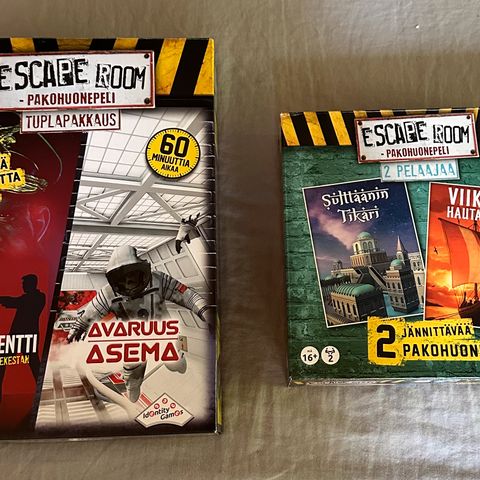 ESCAPE ROOM
- PAKOHUONEPELI
TUPLAPAKKAUS
60
MINUUTTIA
AIKAA
AVARUUS
ASEMA
Identity
Games
ESCAPE ROOM
- PAKOHUONEPELI
2 PELAAJAA
Sulttaanin
Tikari
2 JÄNNITTÄVÄÄ
16+
2